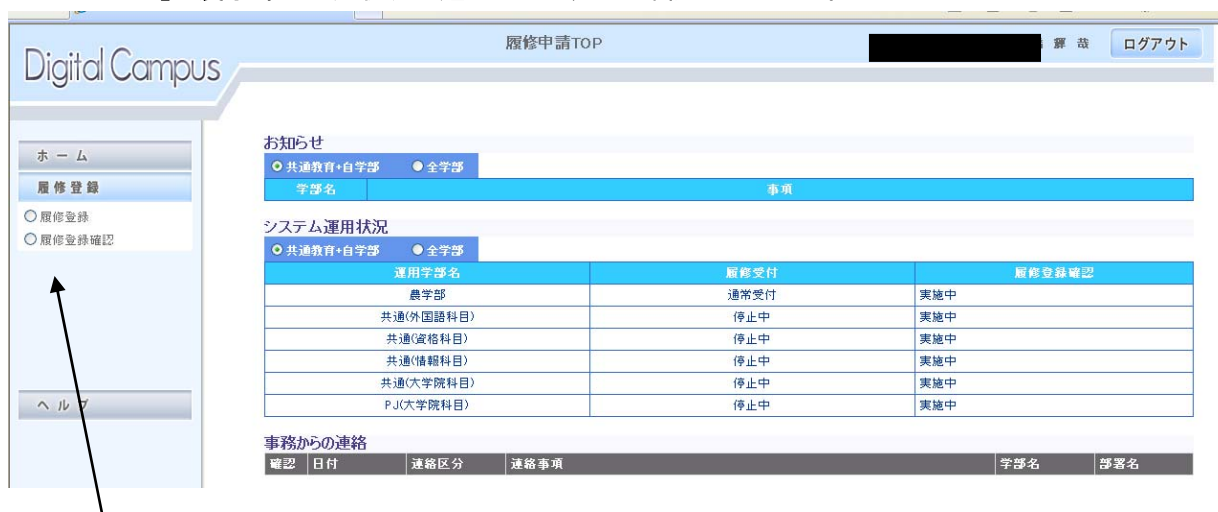 履修申請TOP
輝 哉
ログアウト
Digital Campus
ホーム
履修登録
履修登録
履修登録確認
ヘルプ
お知らせ
共通教育+自学部 全学部
学部名 事項
システム運用状況
共通教育+自学部 全学部
運用学部名 履修受付 履修登録確認
農学部 通常受付 実施中
共通(外国語科目) 停止中 実施中
共通(資格科目) 停止中 実施中
共通(情報科目) 停止中 実施中
共通(大学院科目) 停止中 実施中
PJ(大学院科目) 停止中 実施中
事務からの連絡
確認 日付 連絡区分 連絡事項 学部名 部署名